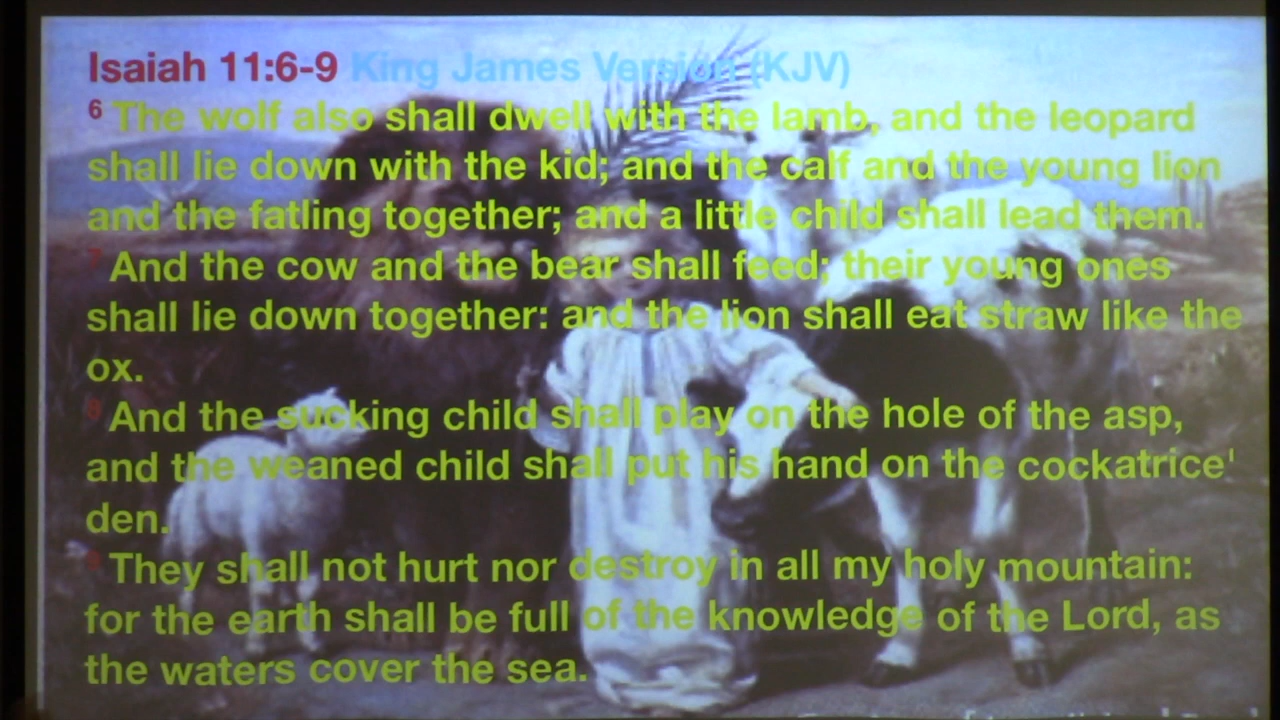 Isaiah 11:6-9 King James Version (KJV)
6 The wolf also shall dwell with the lamb, and the leopard
shall lie down with the kid; and the calf and the young lion
and the fatling together; and a little child shall lead them.
7 And the cow and the bear shall feed; their young ones
shall lie down together: and the lion shall eat straw like the
ox.
8 And the sucking child shall play on the hole of the asp,
and the weaned child shall put his hand on the cockatrice'
den.
9 They shall not hurt nor destroy in all my holy mountain:
for the earth shall be full of the knowledge of the Lord, as
the waters cover the sea.